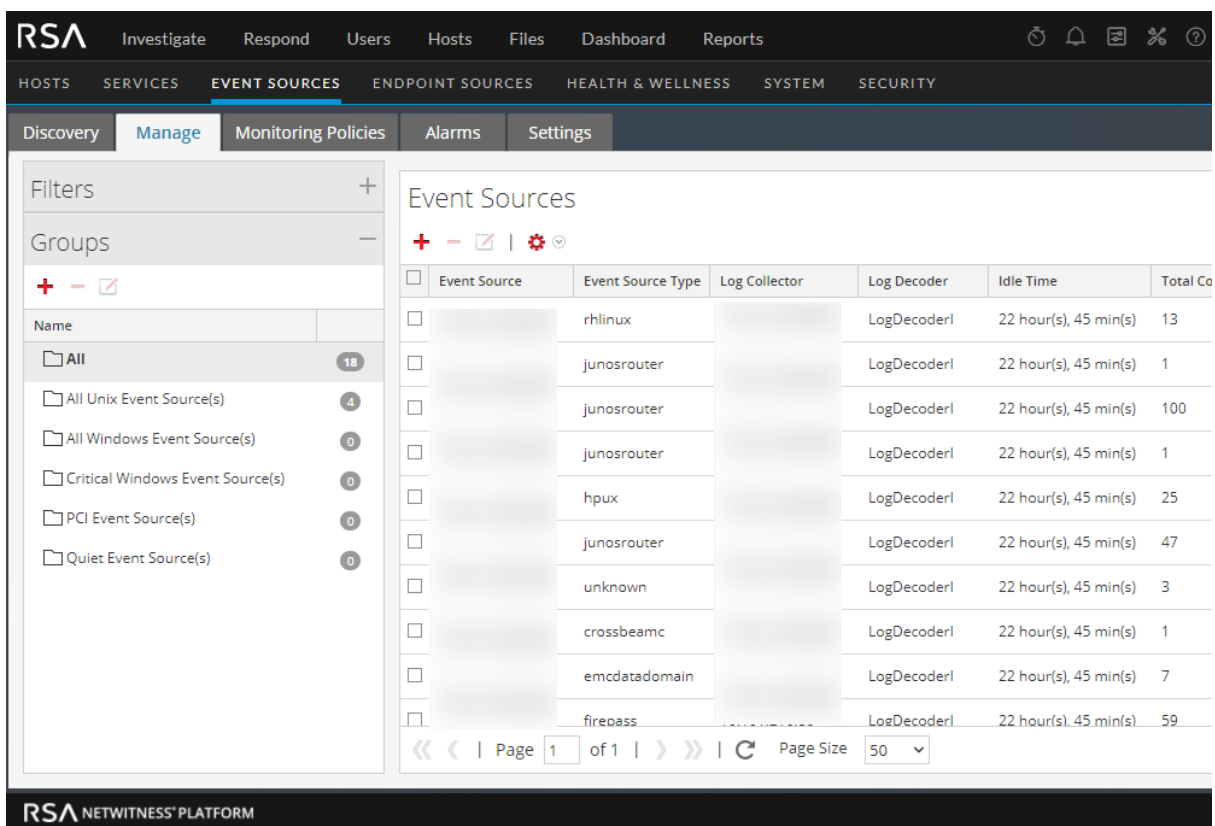 RSA Investigate Respond Users Hosts Files Dashboard Reports
HOSTS SERVICES EVENT SOURCES ENDPOINT SOURCES HEALTH & WELLNESS SYSTEM SECURITY
Discovery Manage Monitoring Policies Alarms Settings
Filters
Groups
Name
All 18
All Unix Event Source(s) 4
All Windows Event Source(s) 0
Critical Windows Event Source(s) 0
PCI Event Source(s) 0
Quiet Event Source(s) 0
Event Sources
Event Source Event Source Type Log Collector Log Decoder Idle Time Total Co
rhlinux LogDecoderl 22 hour(s), 45 min(s) 13
junosrouter LogDecoderl 22 hour(s), 45 min(s) 1
junosrouter LogDecoderl 22 hour(s), 45 min(s) 100
junosrouter LogDecoderl 22 hour(s), 45 min(s) 1
hpux LogDecoderl 22 hour(s), 45 min(s) 25
junosrouter LogDecoderl 22 hour(s), 45 min(s) 47
unknown LogDecoderl 22 hour(s), 45 min(s) 3
crossbeamc LogDecoderl 22 hour(s), 45 min(s) 1
emcdatadomain LogDecoderl 22 hour(s), 45 min(s) 7
firepass LogDecoderl 22 hour(s), 45 min(s) 59
Page 1 of 1 Page Size 50
RSA NETWITNESS® PLATFORM